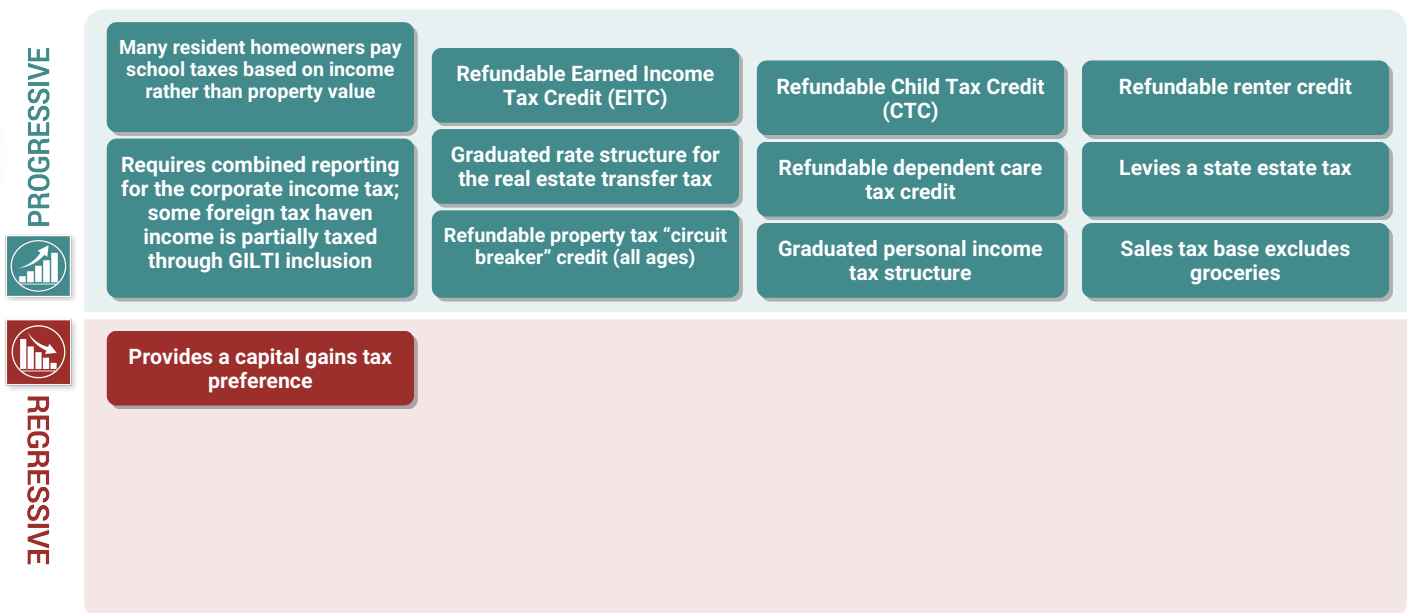 PROGRESSIVE
Many resident homeowners pay
school taxes based on income
rather than property value
Requires combined reporting
for the corporate income tax;
some foreign tax haven
income is partially taxed
through GILTI inclusion
Refundable Earned Income
Tax Credit (EITC)
Graduated rate structure for
the real estate transfer tax
Refundable property tax “circuit
breaker” credit (all ages)
Refundable Child Tax Credit
(CTC)
Refundable dependent care
tax credit
Graduated personal income
tax structure
Refundable renter credit
Levies a state estate tax
Sales tax base excludes
groceries
REGRESSIVE
Provides a capital gains tax
preference